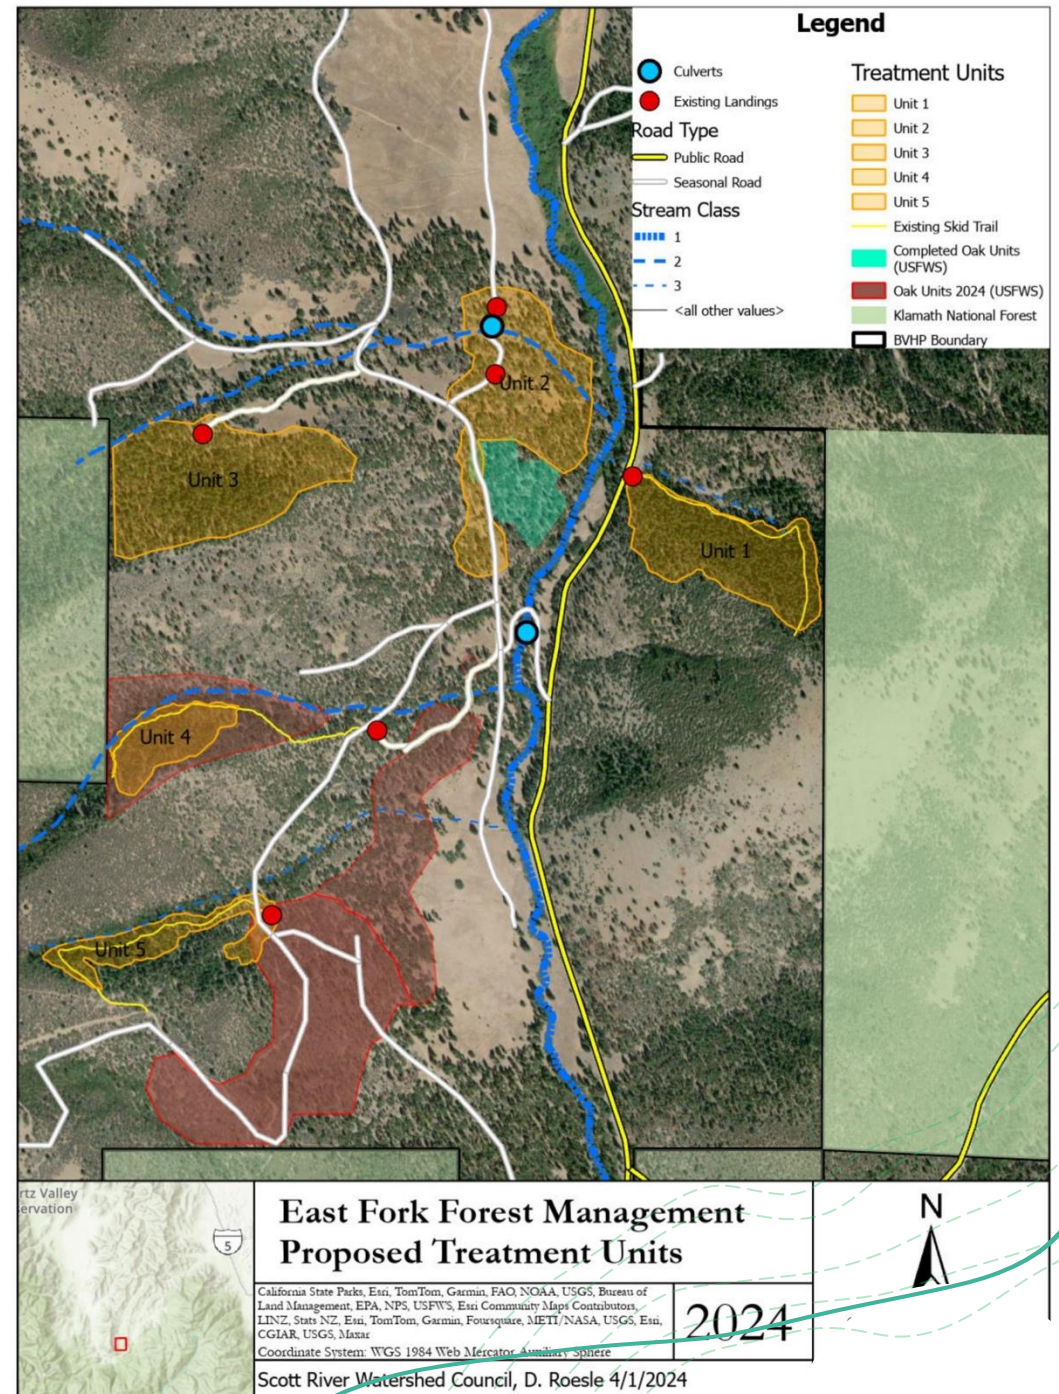 Legend
Culverts
Existing Landings
Road Type
Public Road
Seasonal Road
Stream Class
1
2
3
<all other values>
Treatment Units
Unit 1
Unit 2
Unit 3
Unit 4
Unit 5
Existing Skid Trail
Completed Oak Units
(USFWS)
Oak Units 2024 (USFWS)
Klamath National Forest
BVHP Boundary
Unit 2
Unit 3
Unit 1
Unit 4
Unit 5
rtz Valley
ervation
5
East Fork Forest Management
Proposed Treatment Units
California State Parks, Esri, TomTom, Garmin, FAO, NOAA, USGS, Bureau of
Land Management, EPA, NPS, USFWS, Esri Community Maps Contributors,
LINZ, Stats NZ, Esri, TomTom, Garmin, Foursquare, METI/NASA, USGS, Esri,
CGIAR, USGS, Maxar
Coordinate System: WGS 1984 Web Mercator Auxiliary Sphere
2024
N
Scott River Watershed Council, D. Roesle 4/1/2024